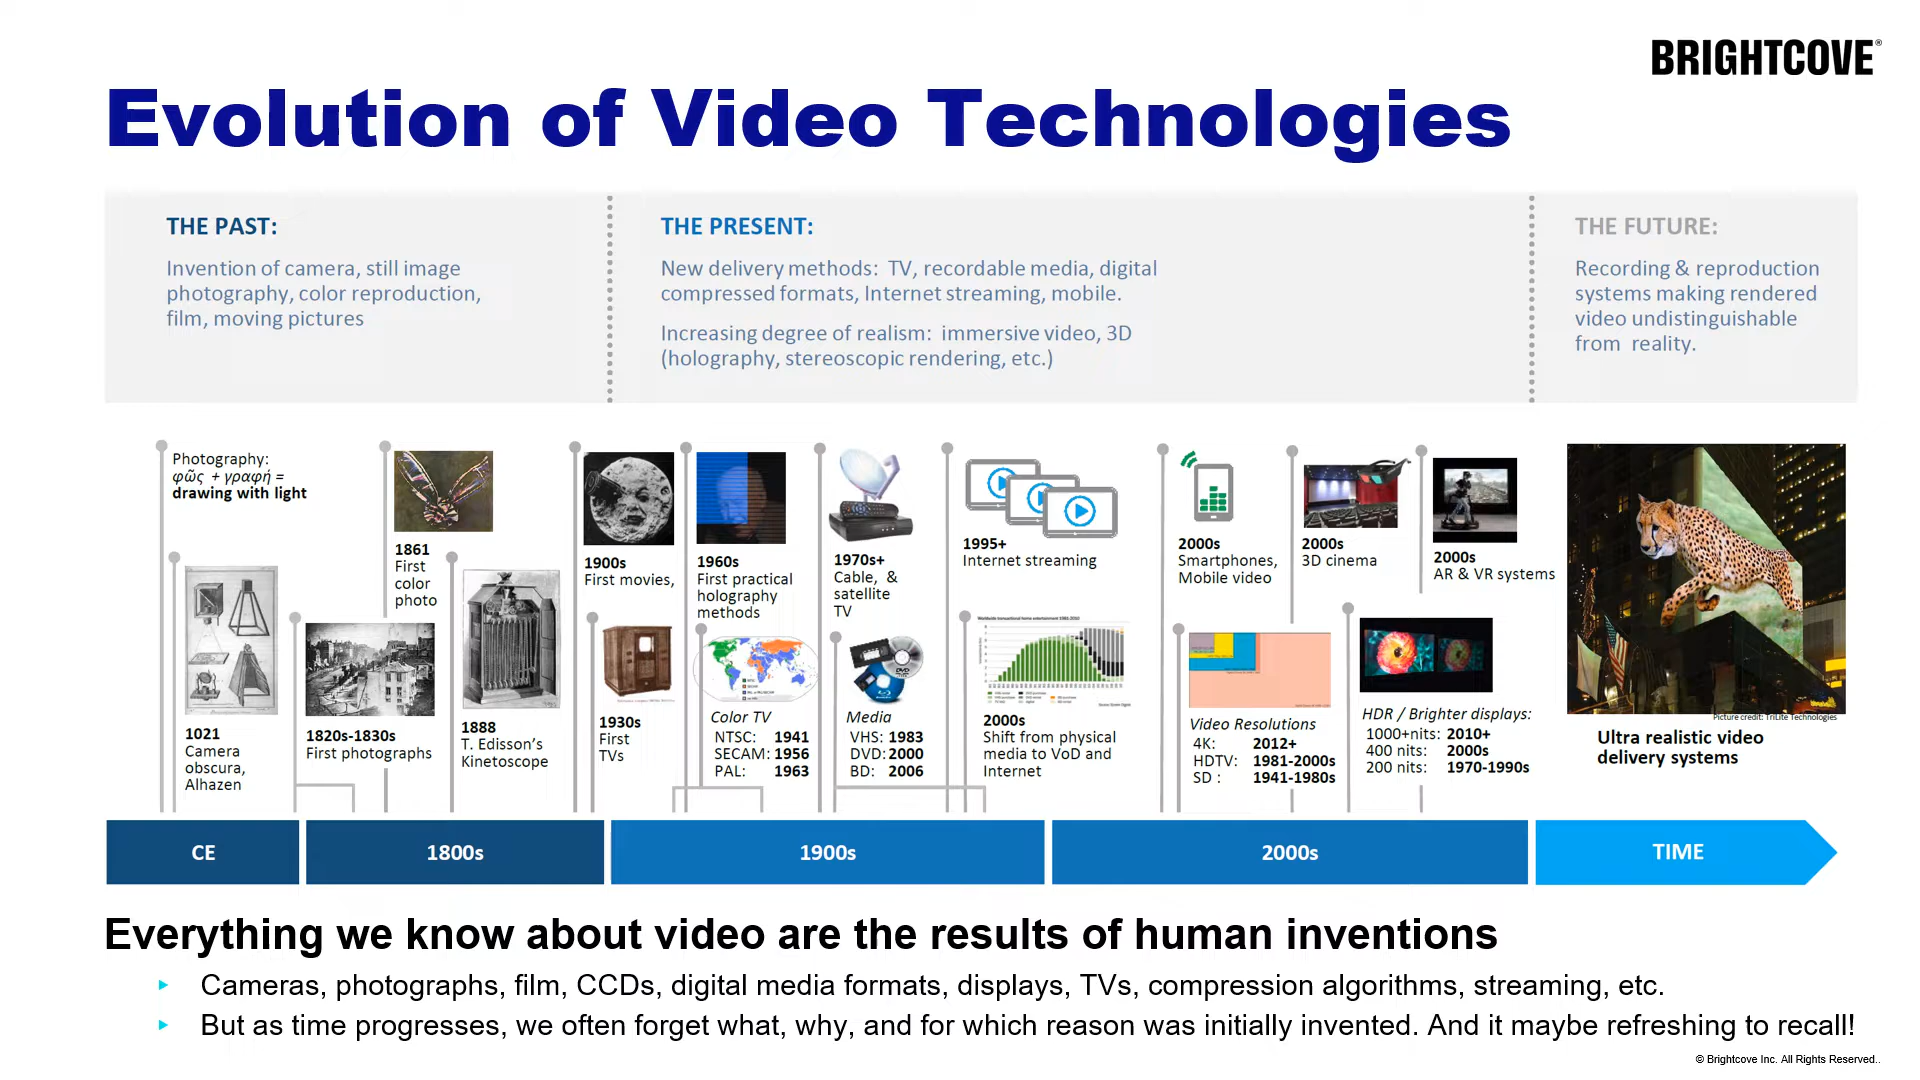 BRIGHTCOVE®
Evolution of Video Technologies
THE PAST:
Invention of camera, still image
photography, color reproduction,
film, moving pictures
THE PRESENT:
New delivery methods: TV, recordable media, digital
compressed formats, Internet streaming, mobile.
Increasing degree of realism: immersive video, 3D
(holography, stereoscopic rendering, etc.)
THE FUTURE:
Recording & reproduction
systems making rendered
video undistinguishable
from reality.
Photography:
φῶς + γραφή =
drawing with light
1021
Camera
obscura,
Alhazen
1820s-1830s
First photographs
1861
First
color
photo
1888
T. Edisson's
Kinetoscope
1900s
First movies,
1930s
First
TVs
1960s
First practical
holography
methods
Color TV
NTSC: 1941
SECAM: 1956
PAL: 1963
1970s+
Cable, &
satellite
TV
Media
VHS: 1983
DVD: 2000
BD: 2006
1995+
Internet streaming
Worldwide transactional home entertainment 1981-2010
2000s
Shift from physical
media to VoD and
Internet
2000s
Smartphones,
Mobile video
Video Resolutions
4K: 2012+
HDTV: 1981-2000s
SD : 1941-1980s
2000s
3D cinema
HDR / Brighter displays:
1000+nits: 2010+
400 nits: 2000s
200 nits: 1970-1990s
2000s
AR & VR systems
Picture credit: TriLite Technologies
Ultra realistic video
delivery systems
CE
1800s
1900s
2000s
TIME
Everything we know about video are the results of human inventions
Cameras, photographs, film, CCDs, digital media formats, displays, TVs, compression algorithms, streaming, etc.
But as time progresses, we often forget what, why, and for which reason was initially invented. And it maybe refreshing to recall!
© Brightcove Inc. All Rights Reserved..